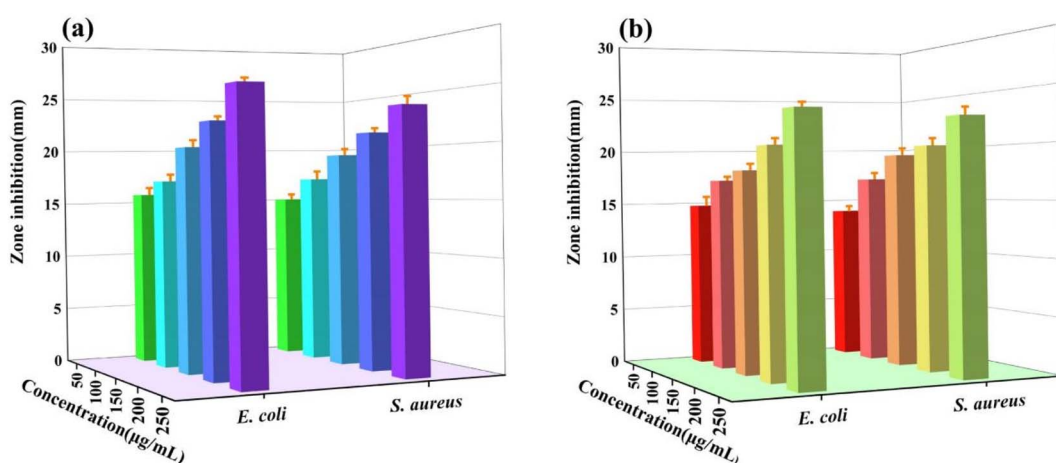 (a)
30
25
20
15
10
5
0
Zone inhibition(mm)
50
100
150
200
250
Concentration(μg/mL)
E. coli
S. aureus
(b)
30
25
20
15
10
5
0
Zone inhibition(mm)
50
100
150
200
250
Concentration(μg/mL)
E. coli
S. aureus